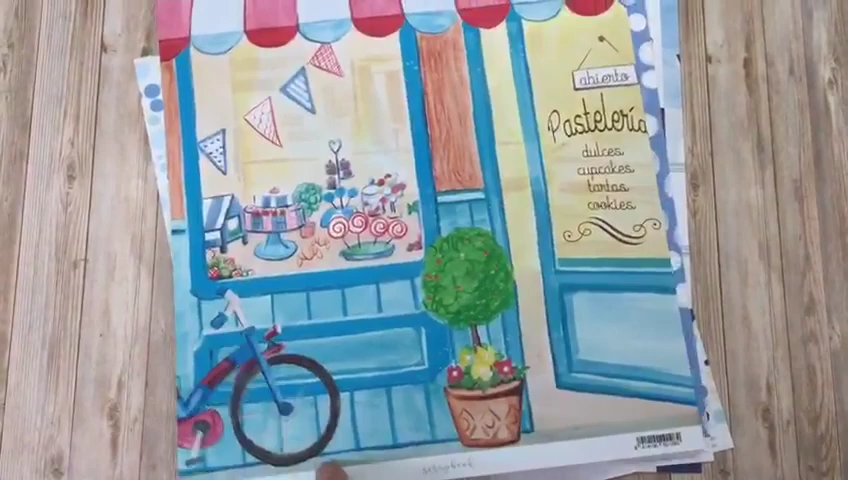 abierto
Pastelería
dulces
cupcakes
tartas
cookies